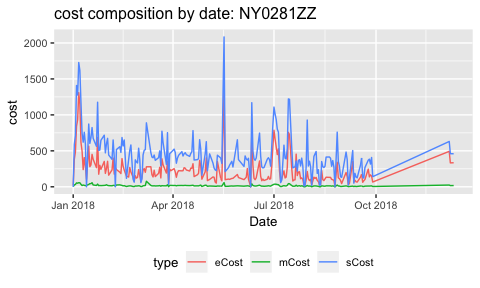 cost composition by date: NY0281ZZ
2000
1500
1000
500
0
cost
Jan 2018 Apr 2018 Jul 2018 Oct 2018
Date
type eCost mCost sCost